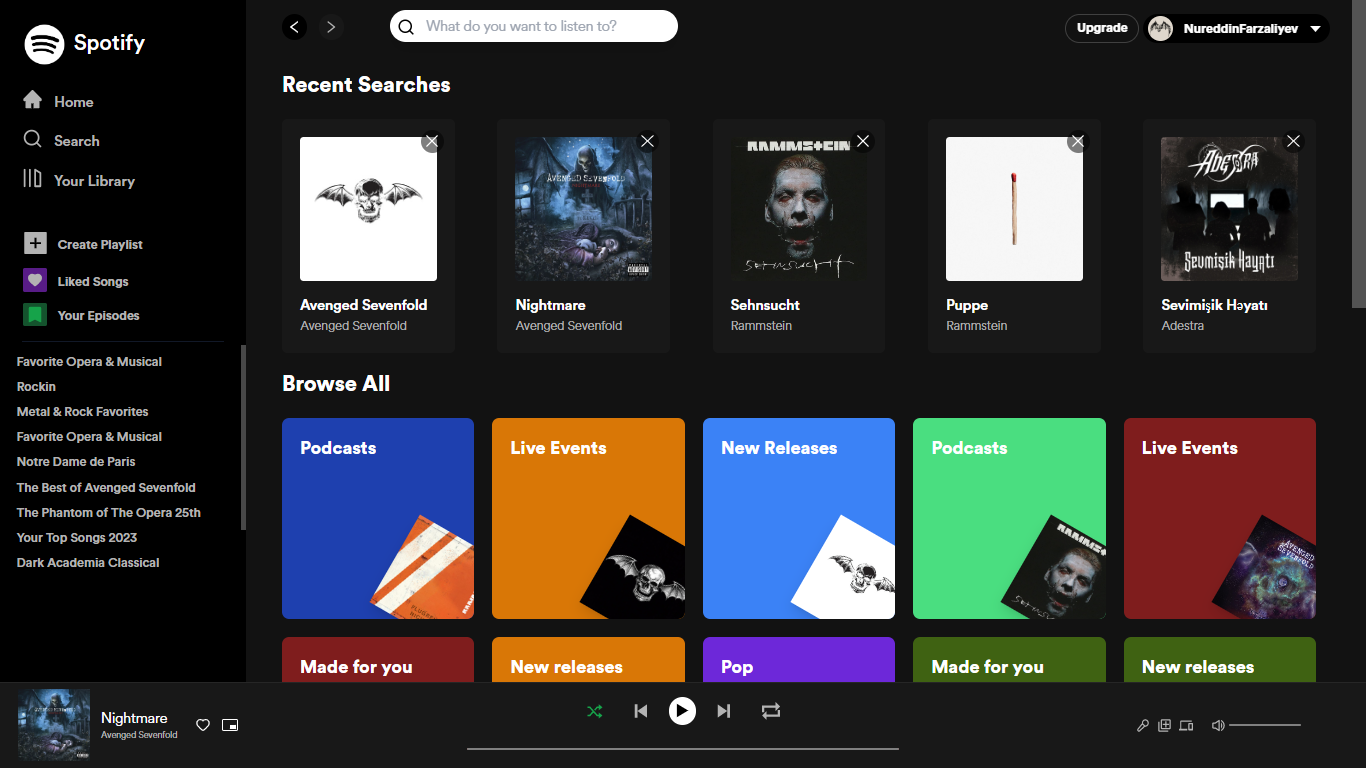 Spotify
Home
Search
Your Library
Create Playlist
Liked Songs
Your Episodes
Favorite Opera & Musical
Rockin
Metal & Rock Favorites
Favorite Opera & Musical
Notre Dame de Paris
The Best of Avenged Sevenfold
The Phantom of The Opera 25th
Your Top Songs 2023
Dark Academia Classical
What do you want to listen to?
Upgrade
NureddinFarzaliyev
Recent Searches
Avenged Sevenfold
Avenged Sevenfold
AVENGED SEVENFOLD
Nightmare
Avenged Sevenfold
RAMMSTEIN
SEHNSUCHT
Sehnsucht
Rammstein
Puppe
Rammstein
ADESTRA
Sevmişik Həyatı
Sevimişik Həyatı
Adestra
Browse All
Podcasts
Live Events
New Releases
Podcasts
RAMMSTEIN
Live Events
AVENGED
SEVENFOLD
Made for you
New releases
Pop
Made for you
New releases
Nightmare
Avenged Sevenfold